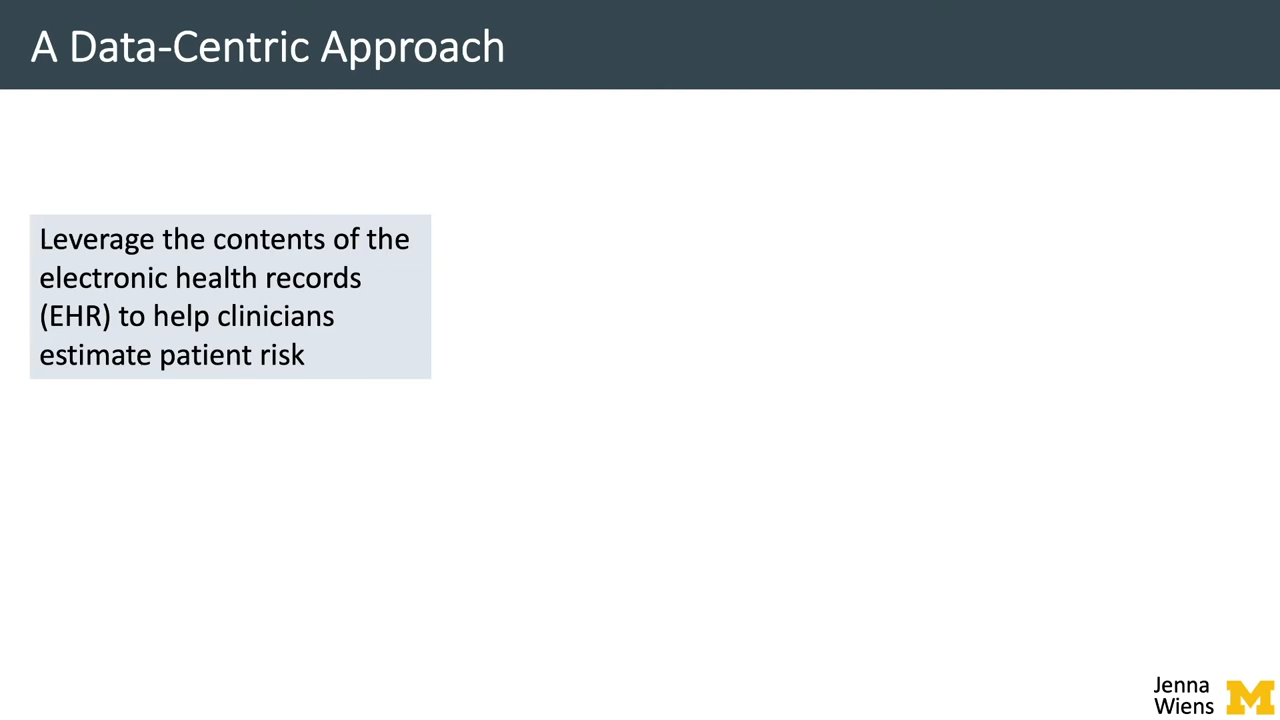 A Data-Centric Approach
Leverage the contents of the
electronic health records
(EHR) to help clinicians
estimate patient risk
Jenna
Wiens
M